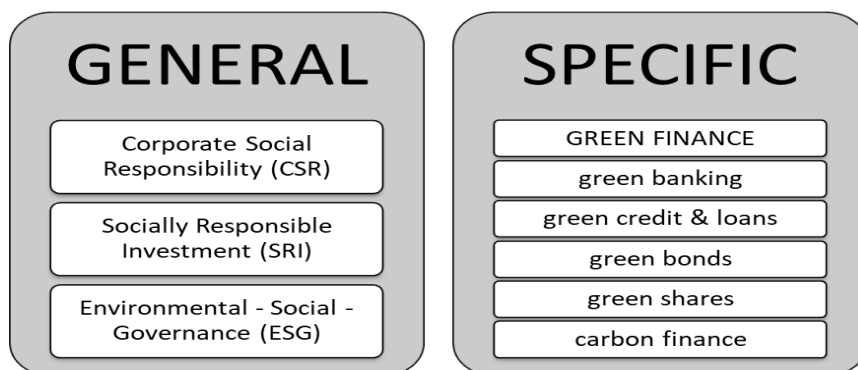 GENERAL
Corporate Social
Responsibility (CSR)
Socially Responsible
Investment (SRI)
Environmental - Social -
Governance (ESG)
SPECIFIC
GREEN FINANCE
green banking
green credit & loans
green bonds
green shares
carbon finance